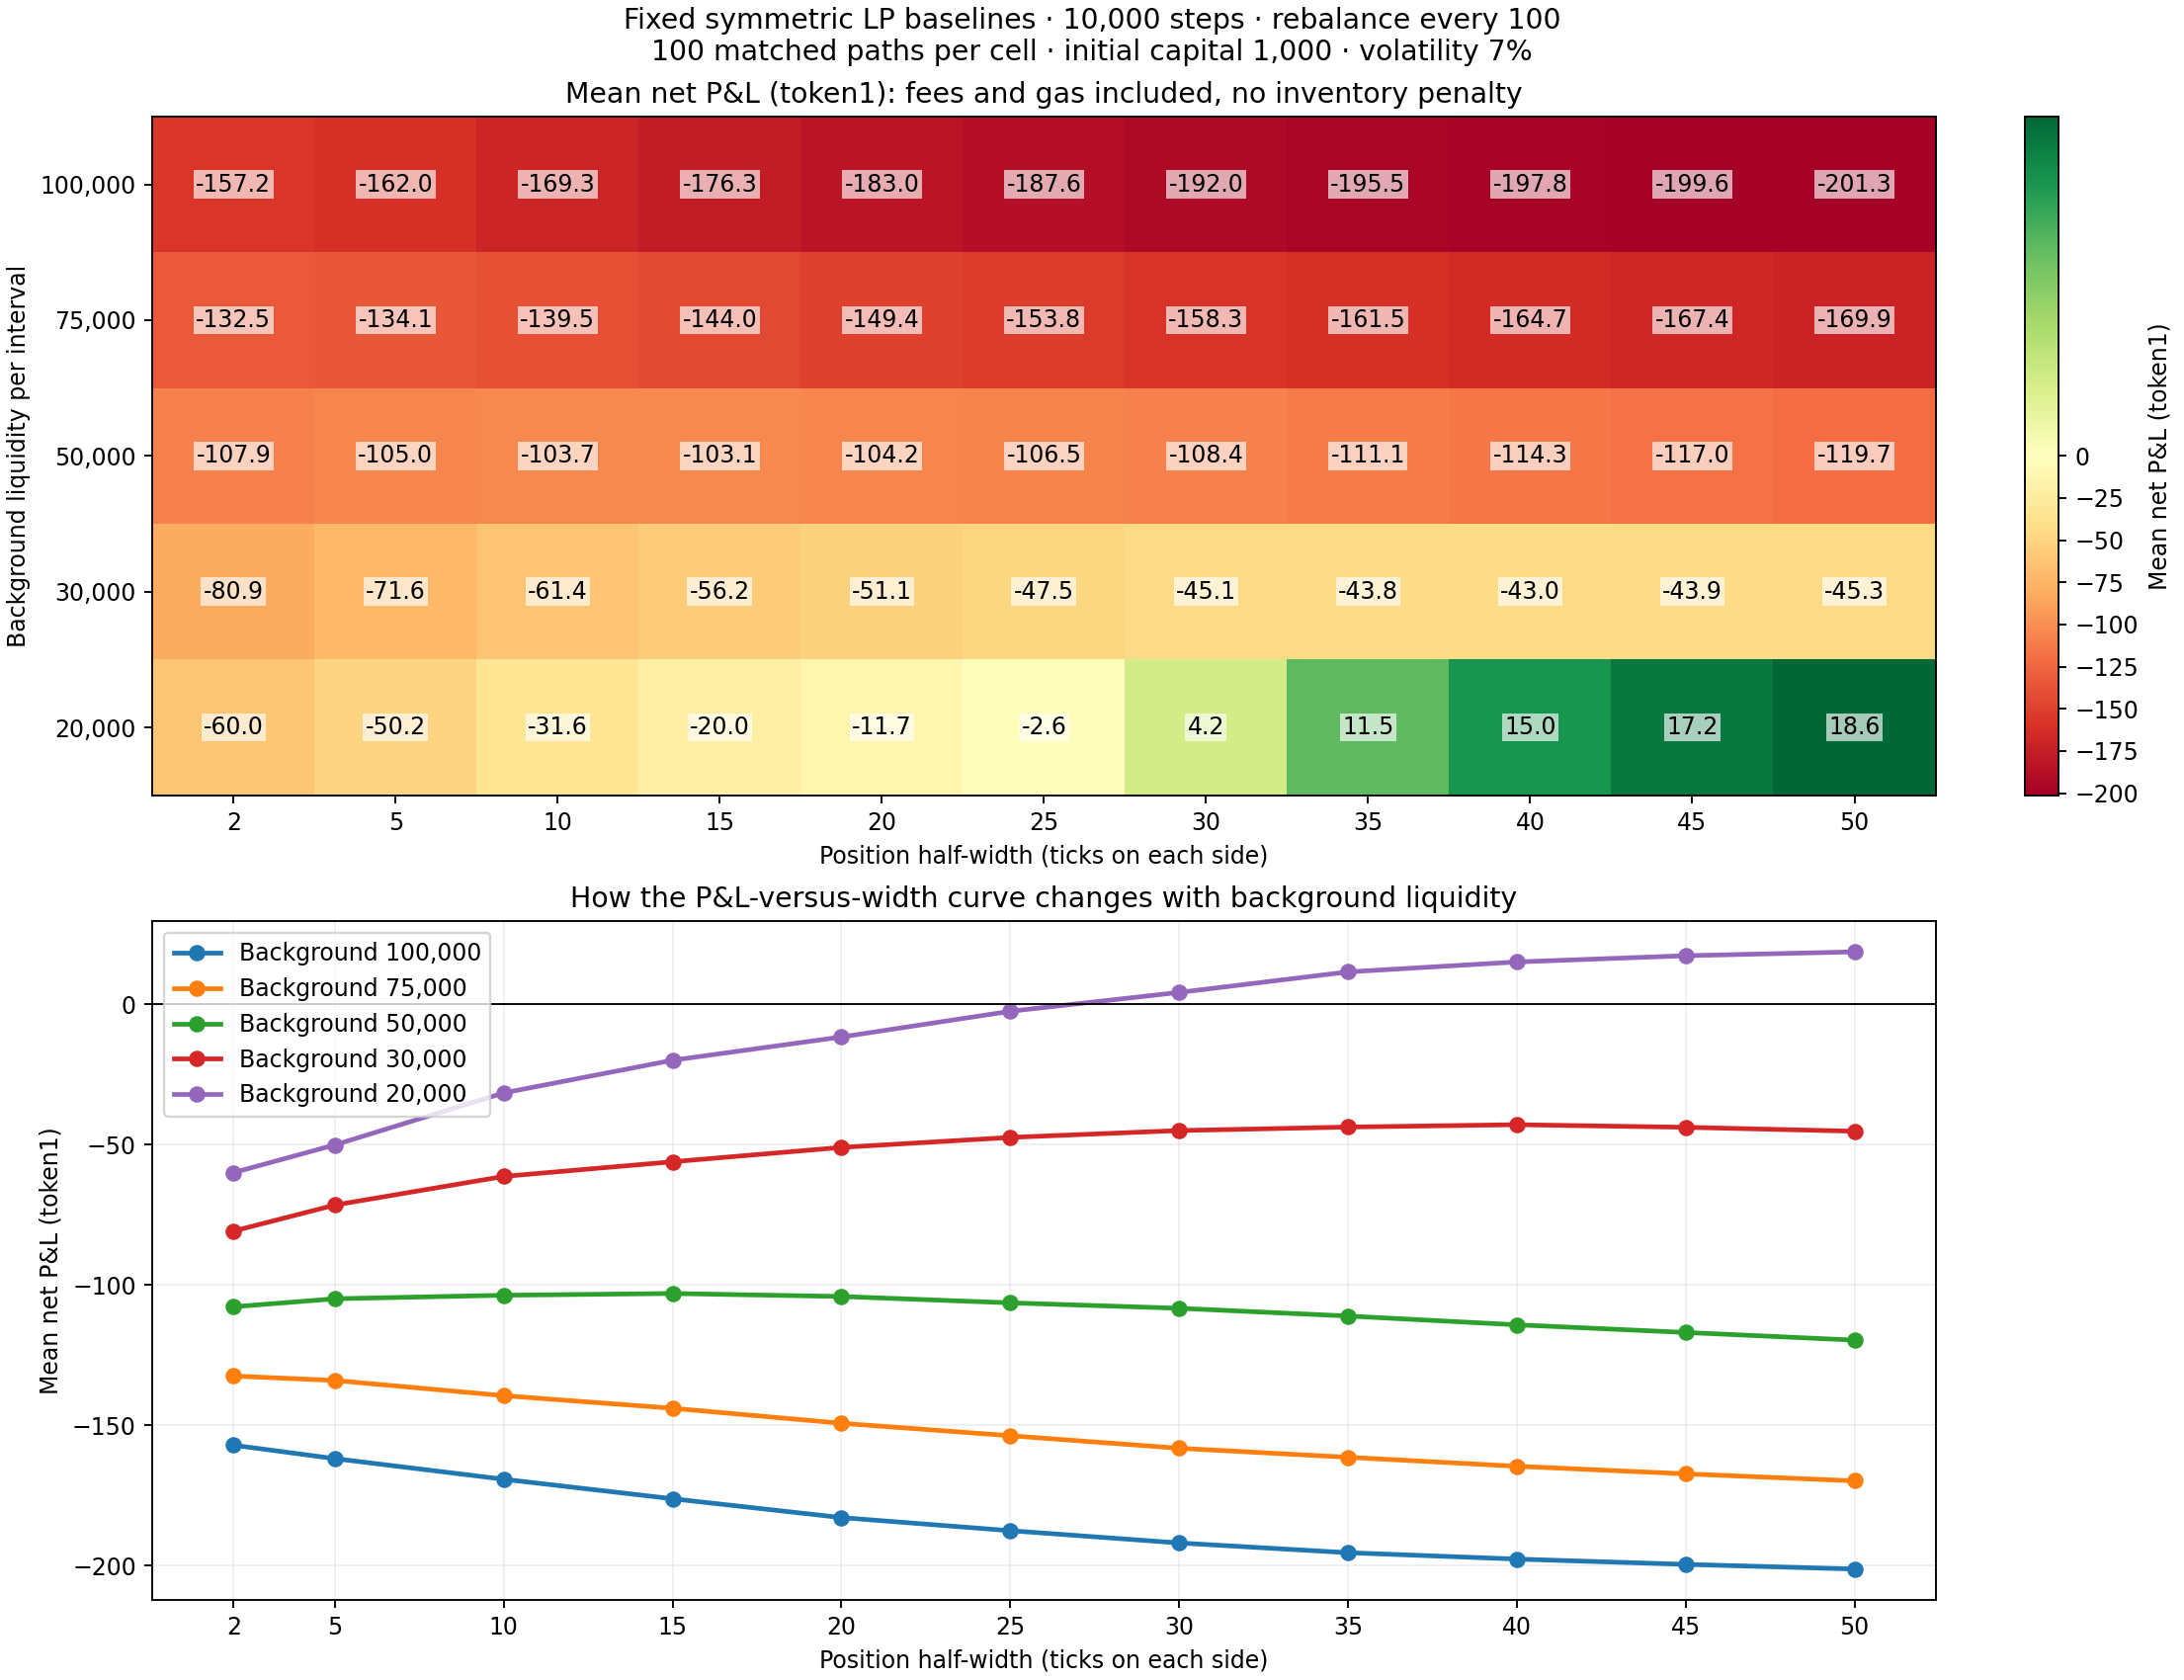 Fixed symmetric LP baselines · 10,000 steps · rebalance every 100
100 matched paths per cell · initial capital 1,000 · volatility 7%
Mean net P&L (token1): fees and gas included, no inventory penalty
Background liquidity per interval
100,000 -157.2 -162.0 -169.3 -176.3 -183.0 -187.6 -192.0 -195.5 -197.8 -199.6 -201.3
75,000 -132.5 -134.1 -139.5 -144.0 -149.4 -153.8 -158.3 -161.5 -164.7 -167.4 -169.9
50,000 -107.9 -105.0 -103.7 -103.1 -104.2 -106.5 -108.4 -111.1 -114.3 -117.0 -119.7
30,000 -80.9 -71.6 -61.4 -56.2 -51.1 -47.5 -45.1 -43.8 -43.0 -43.9 -45.3
20,000 -60.0 -50.2 -31.6 -20.0 -11.7 -2.6 4.2 11.5 15.0 17.2 18.6
2 5 10 15 20 25 30 35 40 45 50
Position half-width (ticks on each side)
0
−25
−50
−75
−100
−125
−150
−175
−200
Mean net P&L (token1)
How the P&L-versus-width curve changes with background liquidity
Background 100,000
Background 75,000
Background 50,000
Background 30,000
Background 20,000
Mean net P&L (token1)
0
−50
−100
−150
−200
2 5 10 15 20 25 30 35 40 45 50
Position half-width (ticks on each side)